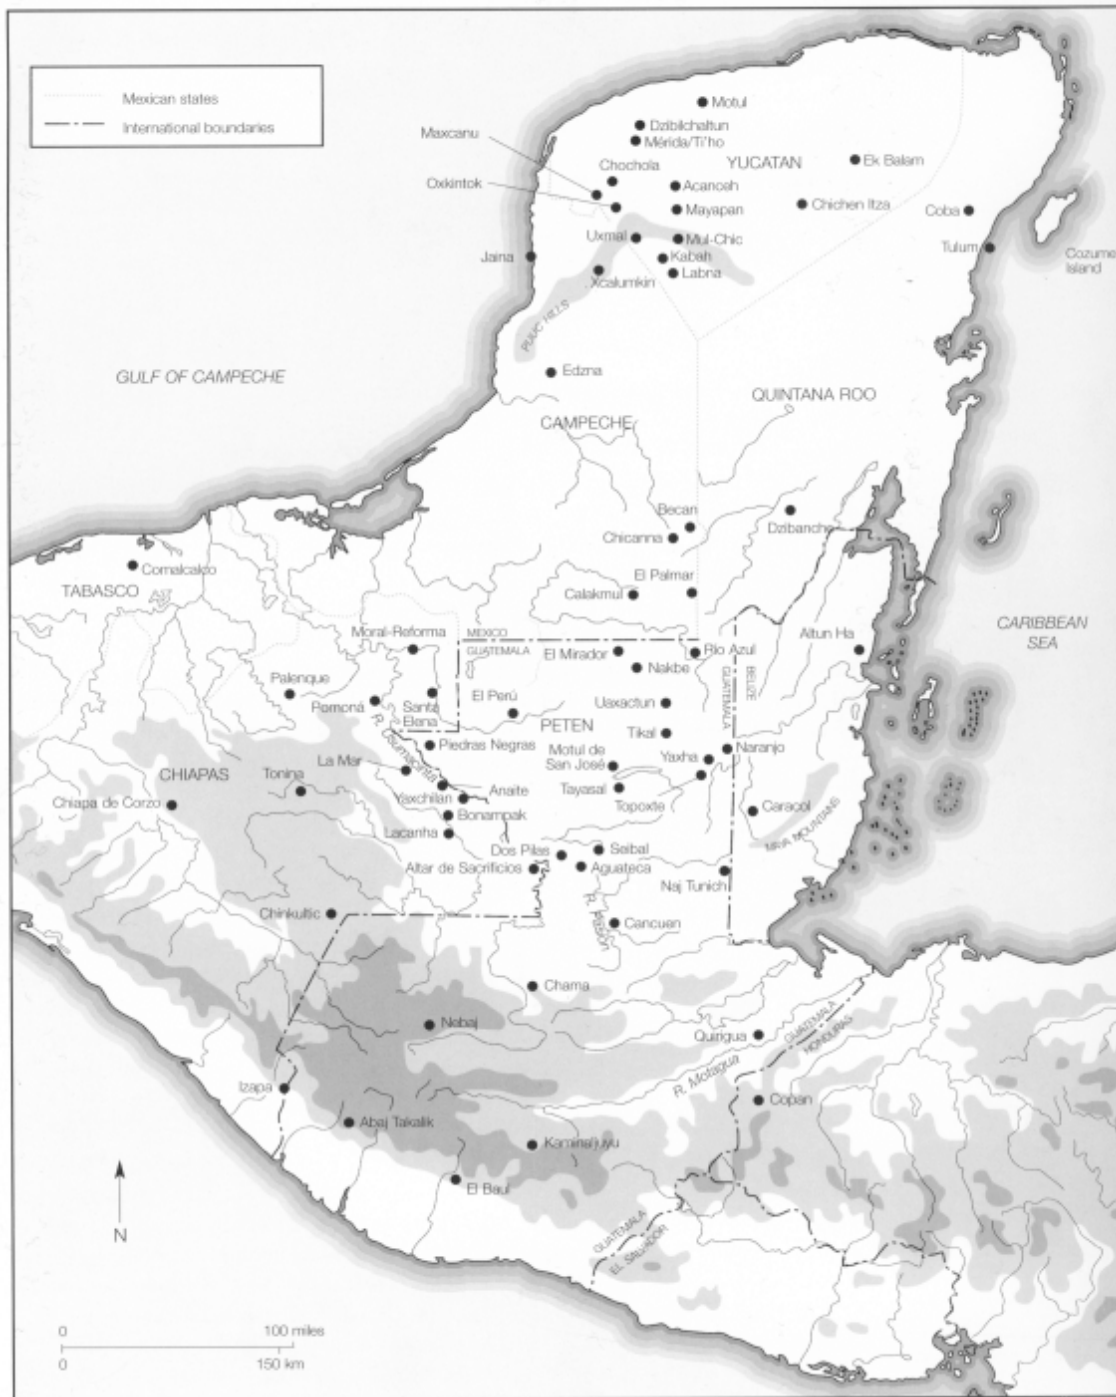 Mexican states
International boundaries
Motul
Dzibilchaltun
Mérida/Ti'ho
Maxcanu
Chochola
YUCATAN
Ek Balam
Oxkintok
Acanceh
Mayapan
Chichen Itza
Coba
Uxmal
Mul-Chic
Tulum
Jaina
Kabah
Cozume
Island
Labna
Xcalumkin
PUUC HILLS
Edzna
GULF OF CAMPECHE
QUINTANA ROO
CAMPECHE
Becan
Dzibanche
Chicanna
Comalcalco
TABASCO
El Palmar
Calakmul
CARIBBEAN
SEA
Moral-Reforma
MEXICO
GUATEMALA
El Mirador
Rio Azul
Altun Ha
Nakbe
GUATEMALA
BELIZE
Palenque
Pomoná
Santa
Elena
El Perú
Uaxactun
PETEN
Tikal
R. Usumacinta
Piedras Negras
Motul de
San José
Yaxha
Naranjo
La Mar
CHIAPAS
Tonina
Anaite
Yaxchilan
Tayasal
Topoxte
Chiapa de Corzo
Bonampak
Caracol
MAYA MOUNTAINS
Lacanha
Dos Pilas
Seibal
Altar de Sacrificios
Aguateca
Naj Tunich
R. Pasión
Chinkultic
Cancuen
Chama
Nebaj
Quirigua
GUATEMALA
HONDURAS
R. Motagua
Izapa
Copan
Abaj Takalik
Kaminaljuyu
El Baul
N
GUATEMALA
EL SALVADOR
0 100 miles
0 150 km